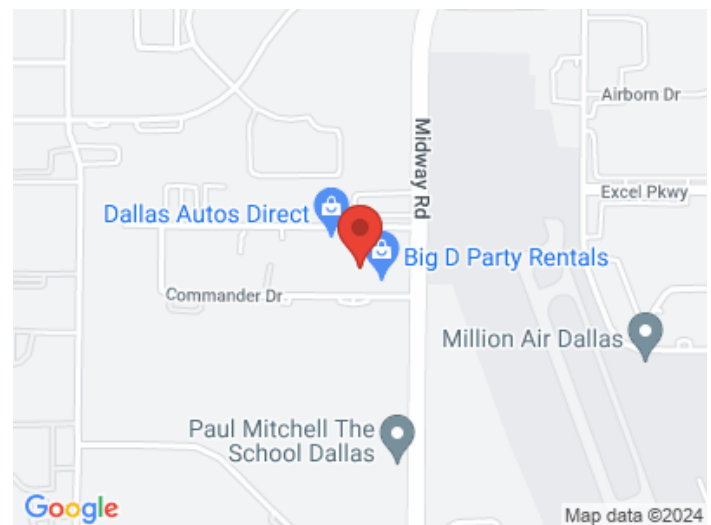 Airborn Dr
Midway Rd
Excel Pkwy
Dallas Autos Direct
Big D Party Rentals
Commander Dr
Million Air Dallas
Paul Mitchell The
School Dallas
Google
Map data ©2024